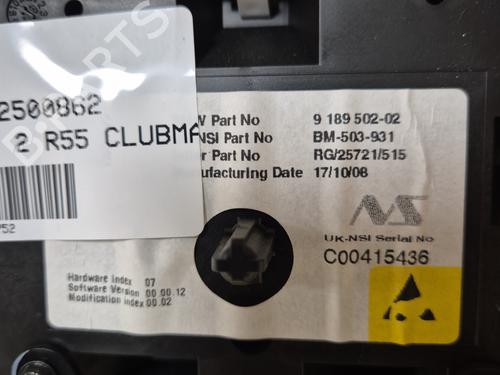 2500862
2 R55 CLUBMA
752
V Part No 9 189 502-02
NSI Part No BM-503-931
r Part No RG/25721/515
nufacturing Date 17/10/08
UK-NSI Serial No
C00415436
Hardware Index 07
Software Version 00.00.12
Modification Index 00.02